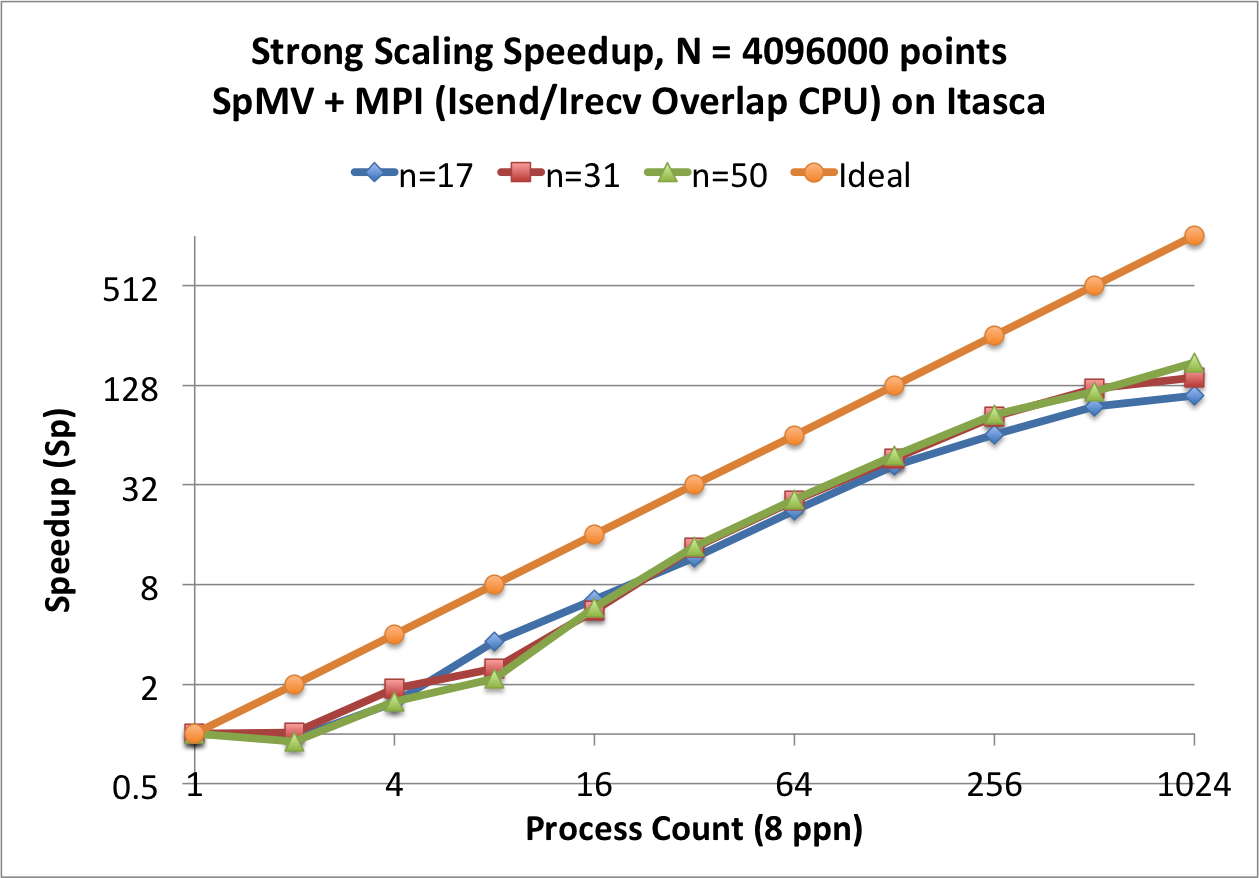 Strong Scaling Speedup, N = 4096000 points
SpMV + MPI (Isend/Irecv Overlap CPU) on Itasca
n=17 n=31 n=50 Ideal
512
128
32
8
2
0.5
Speedup (Sp)
1 4 16 64 256 1024
Process Count (8 ppn)